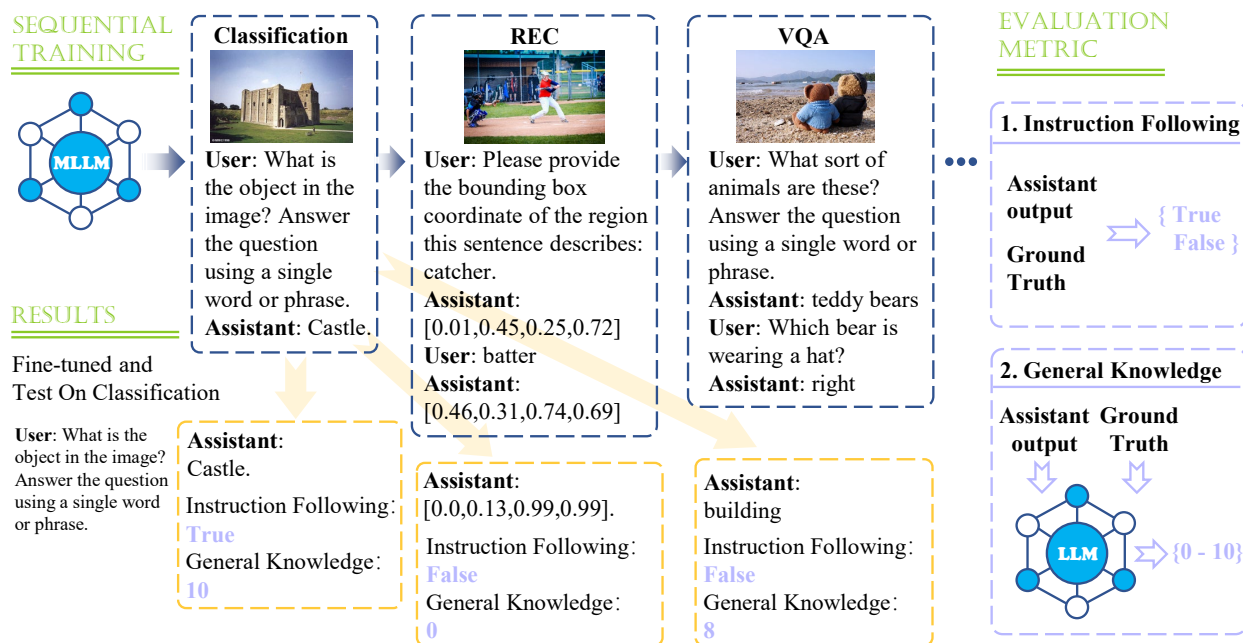 SEQUENTIAL
TRAINING
MLLM
Classification
User: What is
the object in the
image? Answer
the question
using a single
word or phrase.
Assistant: Castle.
REC
User: Please provide
the bounding box
coordinate of the region
this sentence describes:
catcher.
Assistant:
[0.01,0.45,0.25,0.72]
User: batter
Assistant:
[0.46,0.31,0.74,0.69]
VQA
User: What sort of
animals are these?
Answer the question
using a single word or
phrase.
Assistant: teddy bears
User: Which bear is
wearing a hat?
Assistant: right
•••
EVALUATION
METRIC
1. Instruction Following
Assistant
output
Ground
Truth
{ True
False }
2. General Knowledge
Assistant
output
Ground
Truth
LLM
{0 - 10}
RESULTS
Fine-tuned and
Test On Classification
User: What is the
object in the image?
Answer the question
using a single word
or phrase.
Assistant:
Castle.
Instruction Following:
True
General Knowledge:
10
Assistant:
[0.0,0.13,0.99,0.99].
Instruction Following:
False
General Knowledge:
0
Assistant:
building
Instruction Following:
False
General Knowledge:
8